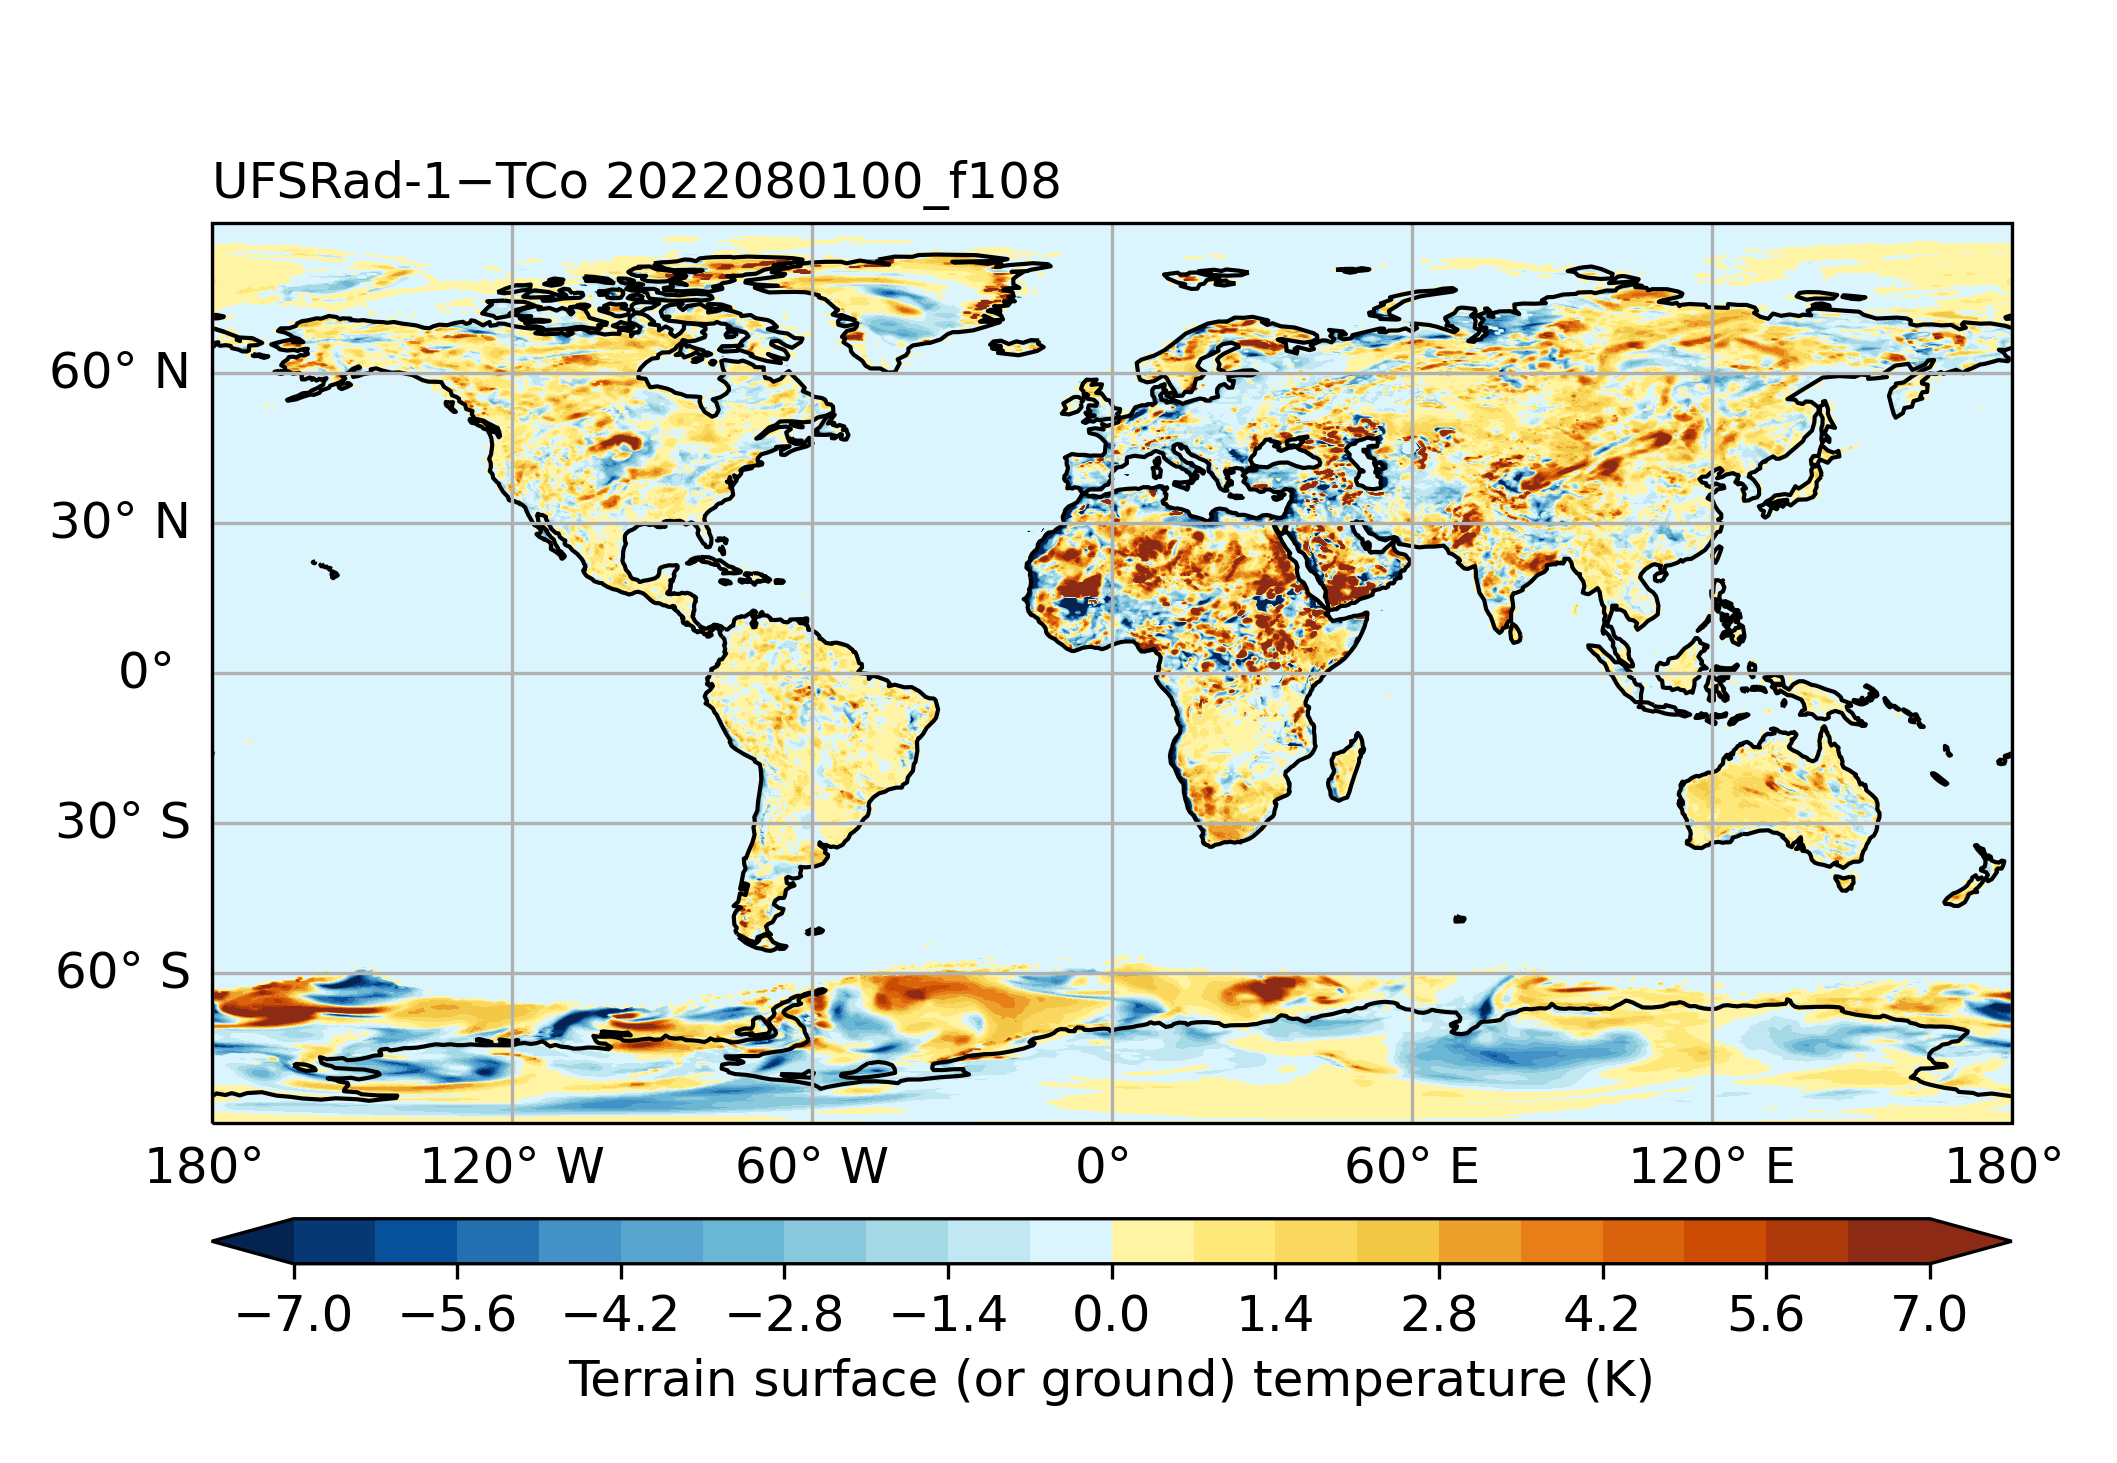 UFSRad-1−TCo 2022080100_f108
60° N
30° N
0°
30° S
60° S
180° 120° W 60° W 0° 60° E 120° E 180°
−7.0 −5.6 −4.2 −2.8 −1.4 0.0 1.4 2.8 4.2 5.6 7.0
Terrain surface (or ground) temperature (K)